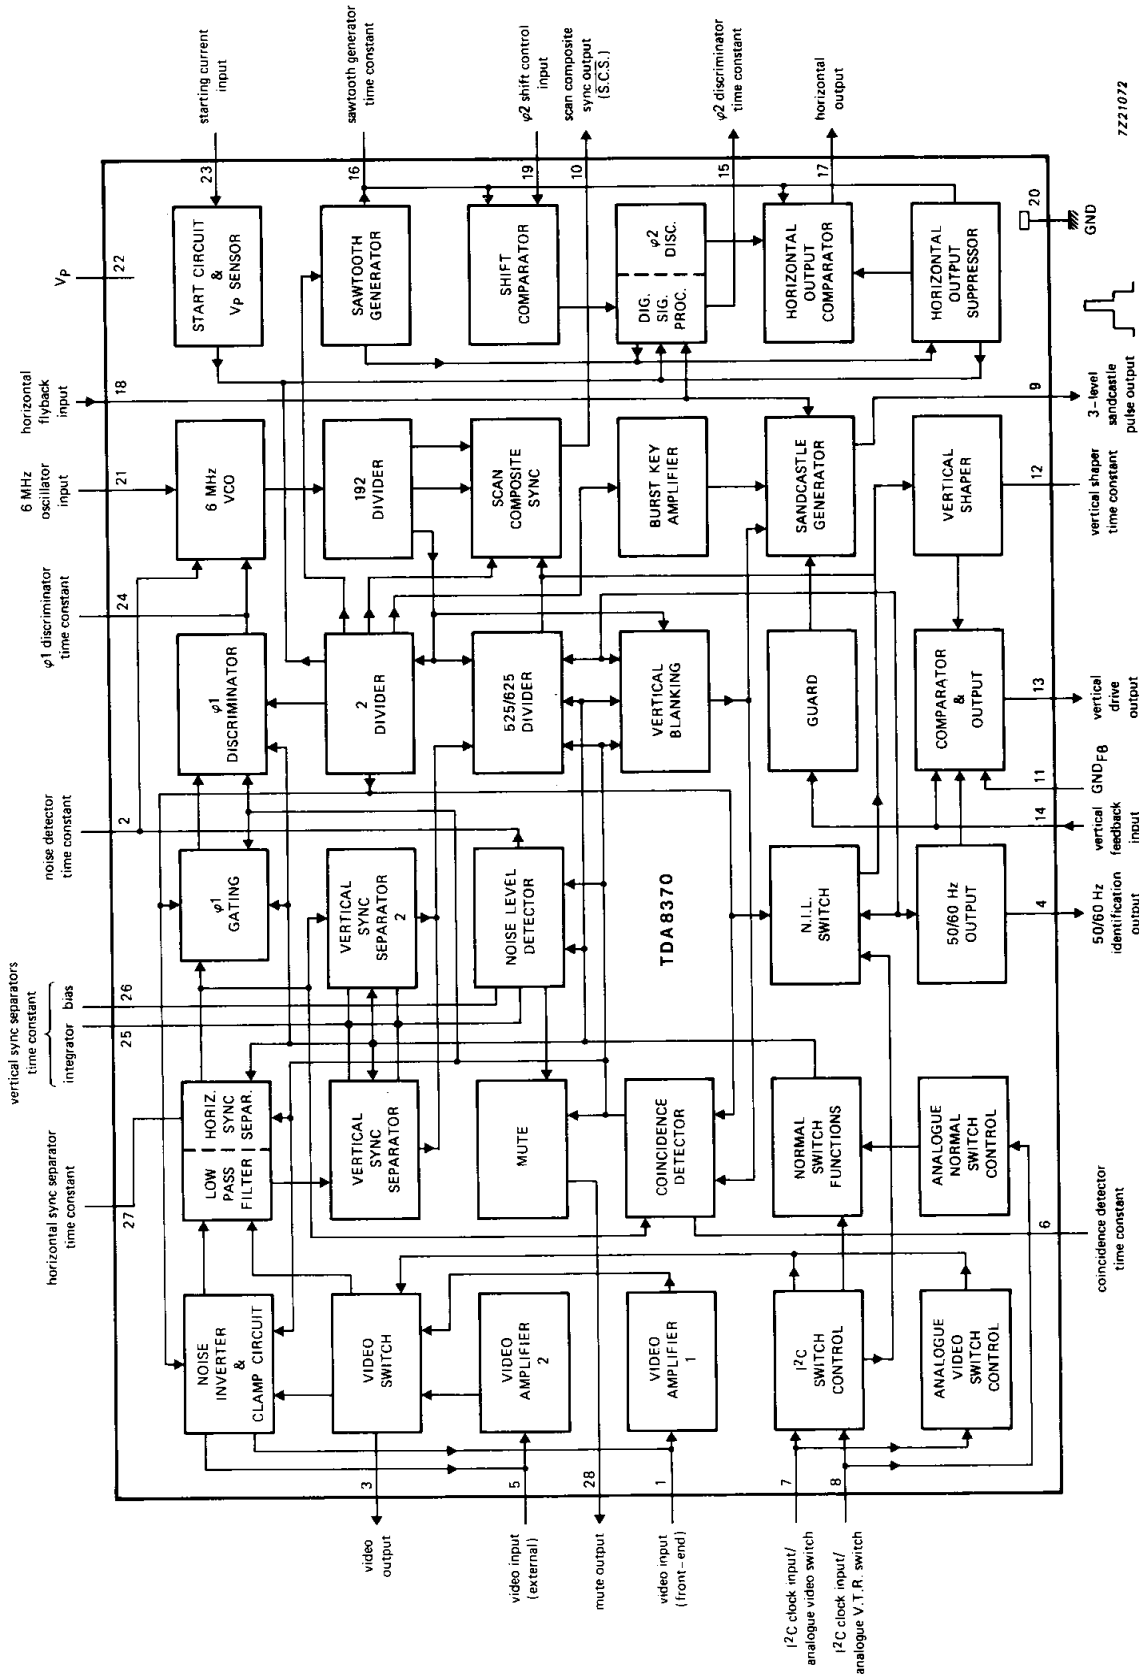 vertical sync separators
time constant
horizontal sync separator
time constant
27
integrator
25
bias
26
noise detector
time constant
2
φ1 discriminator
time constant
24
6 MHz
oscillator
input
21
horizontal
flyback
input
18
VP
22
starting current
input
23
NOISE
INVERTER
&
CLAMP CIRCUIT
LOW
PASS
FILTER
HORIZ.
SYNC
SEPAR.
φ1
GATING
φ1
DISCRIMINATOR
6 MHz
VCO
START CIRCUIT
&
VP SENSOR
video
output
3
VIDEO
SWITCH
VERTICAL
SYNC
SEPARATOR
1
VERTICAL
SYNC
SEPARATOR
2
2
DIVIDER
192
DIVIDER
SAWTOOTH
GENERATOR
16
sawtooth generator
time constant
video input
(external)
5
VIDEO
AMPLIFIER
2
MUTE
NOISE LEVEL
DETECTOR
525/625
DIVIDER
SCAN
COMPOSITE
SYNC
SHIFT
COMPARATOR
19
φ2 shift control
input
10
scan composite
sync output
(S.C.S.)
mute output
28
video input
(front-end)
1
VIDEO
AMPLIFIER
1
COINCIDENCE
DETECTOR
TDA8370
VERTICAL
BLANKING
BURST KEY
AMPLIFIER
DIG.
SIG.
PROC.
φ2
DISC.
15
φ2 discriminator
time constant
I2C clock input/
analogue video switch
7
I2C clock input/
analogue V.T.R. switch
8
I2C
SWITCH
CONTROL
NORMAL
SWITCH
FUNCTIONS
N.I.L.
SWITCH
GUARD
SANDCASTLE
GENERATOR
HORIZONTAL
OUTPUT
COMPARATOR
17
horizontal
output
ANALOGUE
VIDEO
SWITCH
CONTROL
ANALOGUE
NORMAL
SWITCH
CONTROL
50/60 Hz
OUTPUT
COMPARATOR
&
OUTPUT
VERTICAL
SHAPER
HORIZONTAL
OUTPUT
SUPPRESSOR
20
GND
6
coincidence detector
time constant
4
50/60 Hz
identification
output
14
vertical
feedback
input
11
GNDFB
13
vertical
drive
output
12
vertical shaper
time constant
9
3-level
sandcastle
pulse output
7Z21072